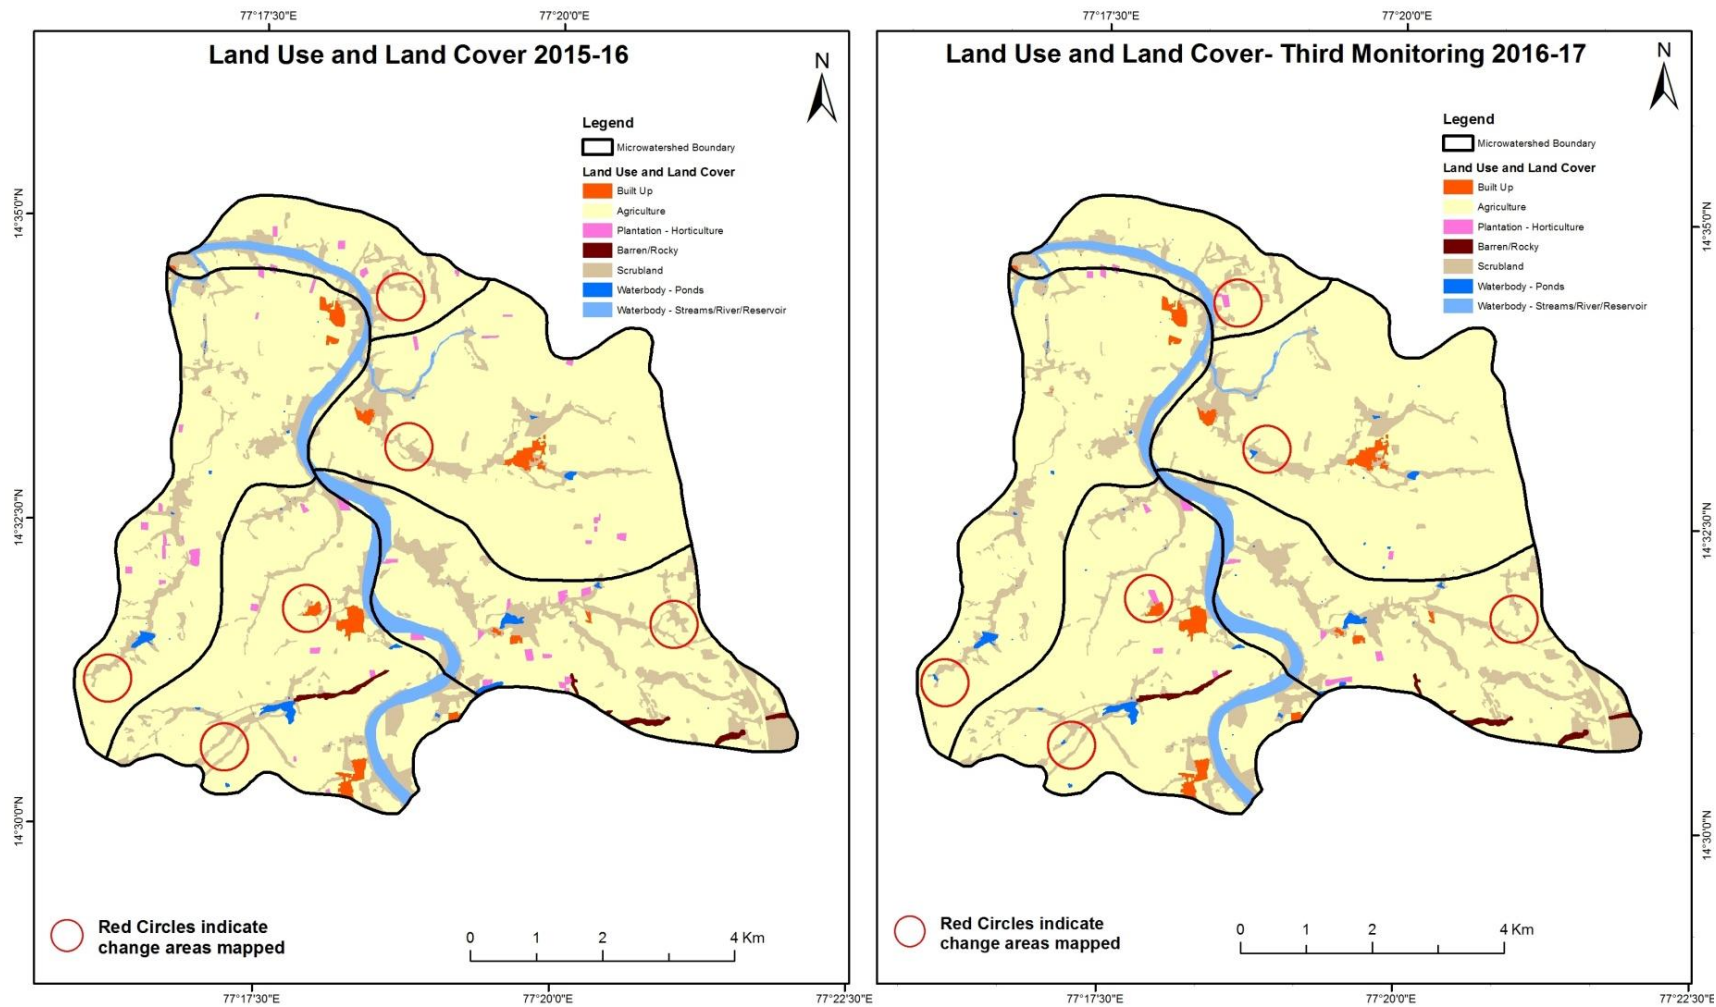 77°17'30"E
77°20'0"E
77°17'30"E
77°20'0"E
Land Use and Land Cover 2015-16
N
Legend
Microwatershed Boundary
Land Use and Land Cover
Built Up
Agriculture
Plantation - Horticulture
Barren/Rocky
Scrubland
Waterbody - Ponds
Waterbody - Streams/River/Reservoir
14°35'0"N
14°32'30"N
14°30'0"N
Red Circles indicate
change areas mapped
0 1 2 4 Km
77°17'30"E
77°20'0"E
77°22'30"E
Land Use and Land Cover- Third Monitoring 2016-17
N
Legend
Microwatershed Boundary
Land Use and Land Cover
Built Up
Agriculture
Plantation - Horticulture
Barren/Rocky
Scrubland
Waterbody - Ponds
Waterbody - Streams/River/Reservoir
14°35'0"N
14°32'30"N
14°30'0"N
Red Circles indicate
change areas mapped
0 1 2 4 Km
77°17'30"E
77°20'0"E
77°22'30"E